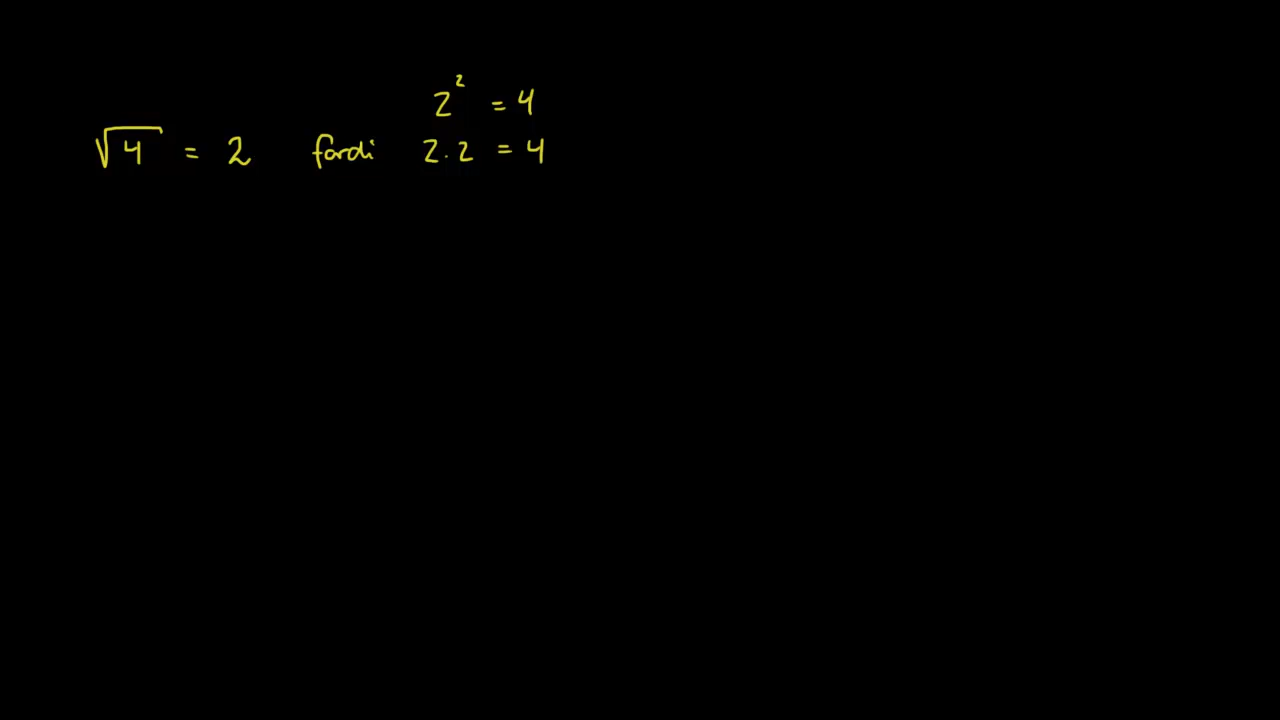 2² = 4
√4 = 2 fordi 2·2 = 4